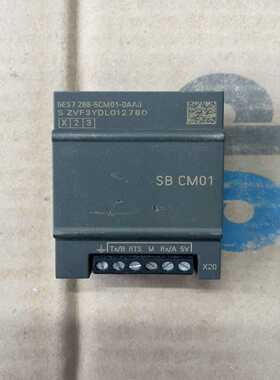 6ES7 288-5CM01-0AA0
S ZVF3YDL012780
X 2 3
SB CM01
Tx/B RTS M Rx/A 5V
X20